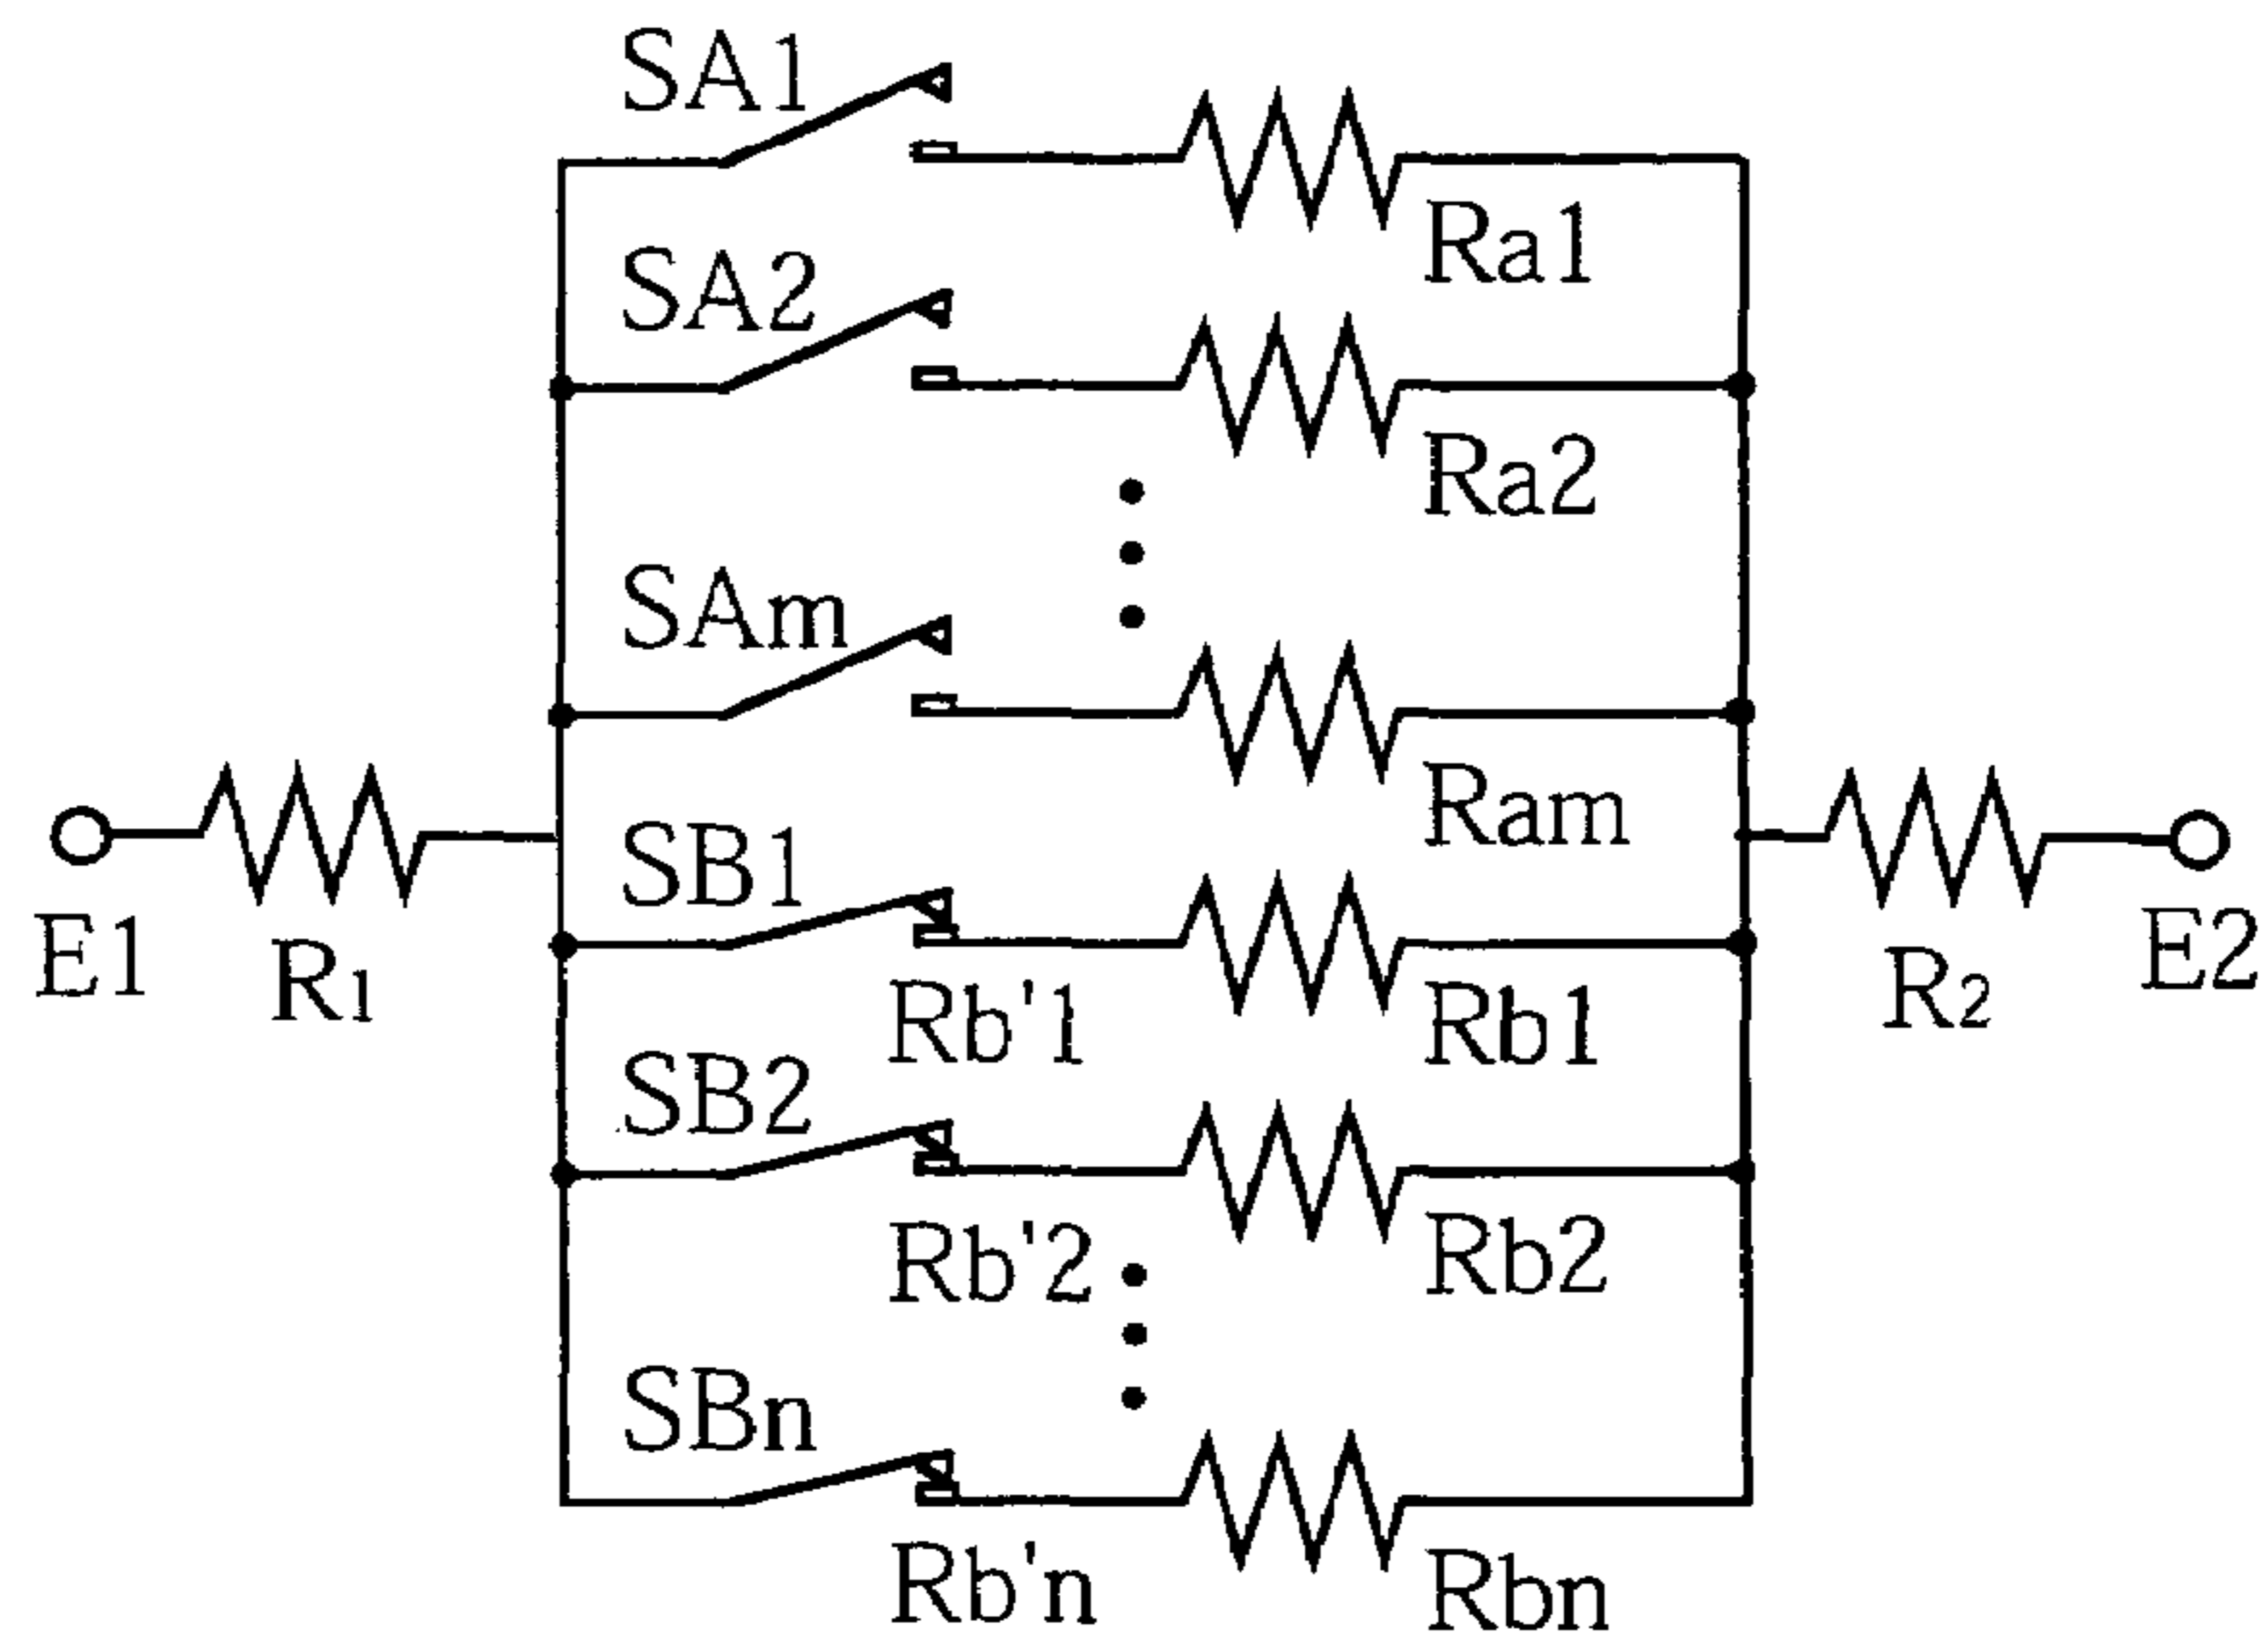 SA1
Ra1
SA2
Ra2
SAm
Ram
E1
R1
SB1
Rb'1
Rb1
R2
E2
SB2
Rb'2
Rb2
SBn
Rb'n
Rbn